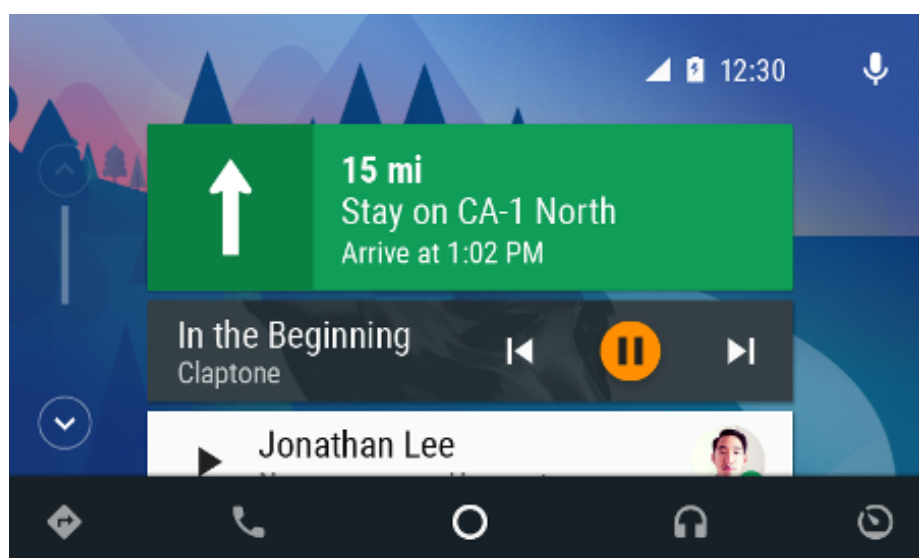 12:30
15 mi
Stay on CA-1 North
Arrive at 1:02 PM
In the Beginning
Claptone
Jonathan Lee